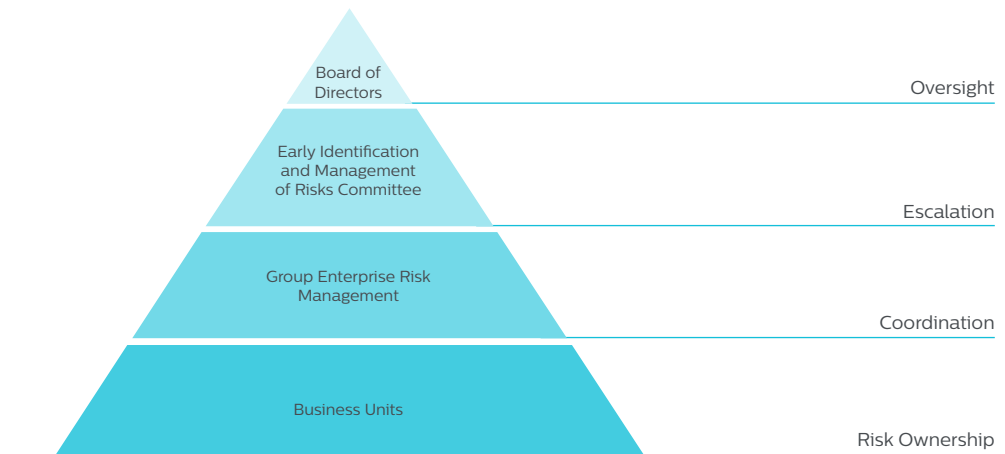 Board of
Directors
Oversight
Early Identification
and Management
of Risks Committee
Escalation
Group Enterprise Risk
Management
Coordination
Business Units
Risk Ownership